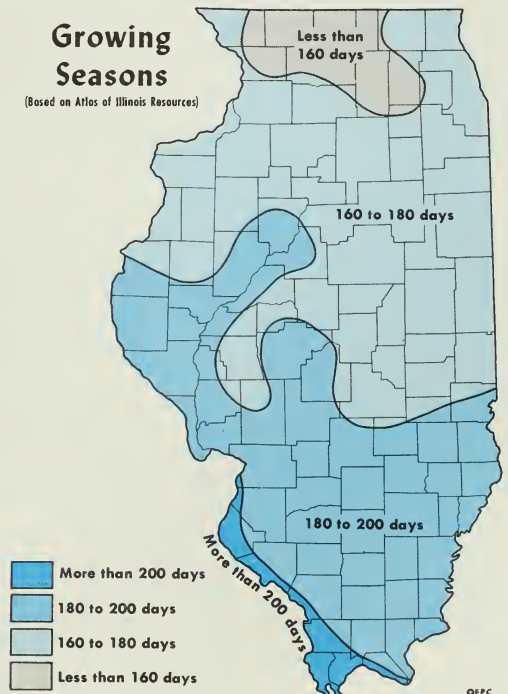 Growing
Seasons
(Based on Atlas of Illinois Resources)
Less than
160 days
160 to 180 days
180 to 200 days
More than 200 days
More than 200 days
180 to 200 days
160 to 180 days
Less than 160 days
OFPC